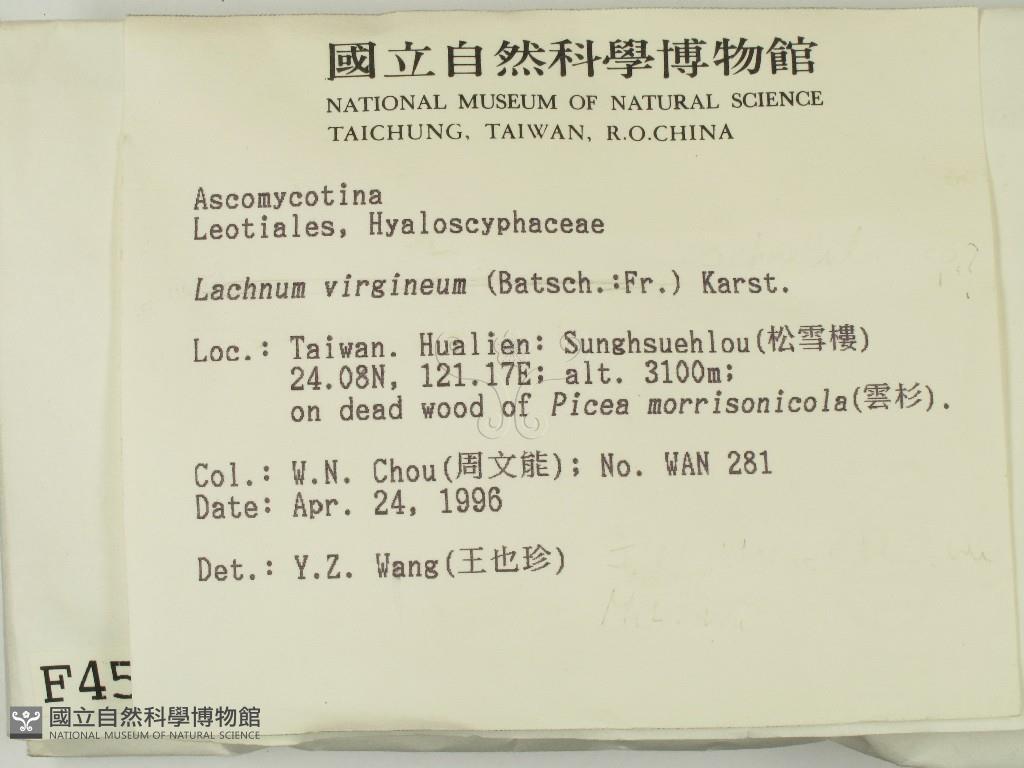 國立自然科學博物館
NATIONAL MUSEUM OF NATURAL SCIENCE
TAICHUNG, TAIWAN, R.O.CHINA
Ascomycotina
Leotiales, Hyaloscyphaceae
Lachnum virgineum (Batsch.:Fr.) Karst.
Loc.: Taiwan. Hualien: Sunghsuehlou(松雪樓)
24.08N, 121.17E; alt. 3100m;
on dead wood of Picea morrisonicola(雲杉).
Col.: W.N. Chou(周文能); No. WAN 281
Date: Apr. 24, 1996
Det.: Y.Z. Wang(王也珍)
F45
國立自然科學博物館
NATIONAL MUSEUM OF NATURAL SCIENCE